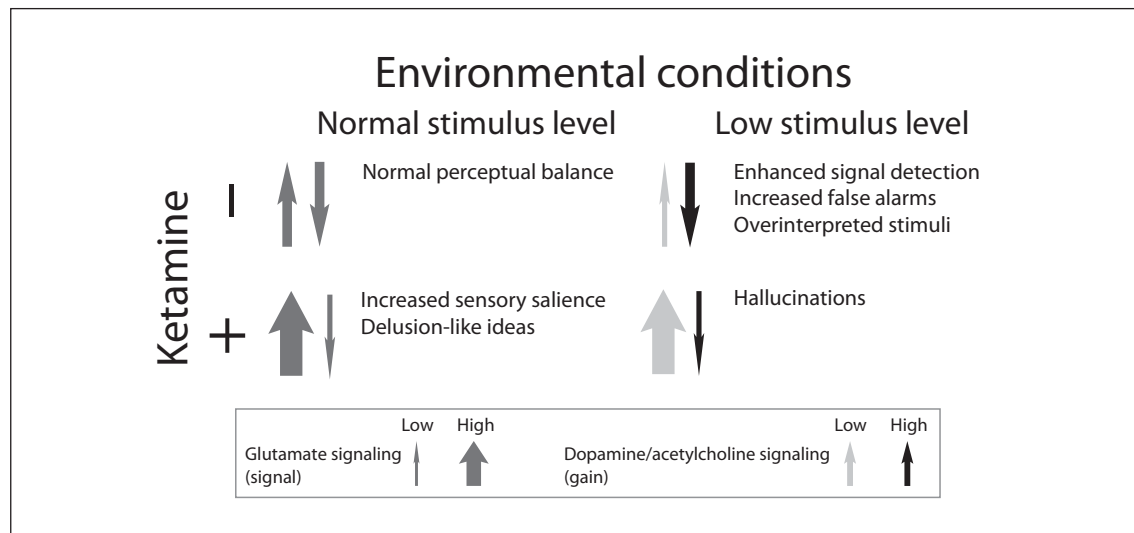 Environmental conditions
Normal stimulus level
Low stimulus level
Ketamine
–
Normal perceptual balance
Enhanced signal detection
Increased false alarms
Overinterpreted stimuli
+
Increased sensory salience
Delusion-like ideas
Hallucinations
Low High
Glutamate signaling
(signal)
Low High
Dopamine/acetylcholine signaling
(gain)